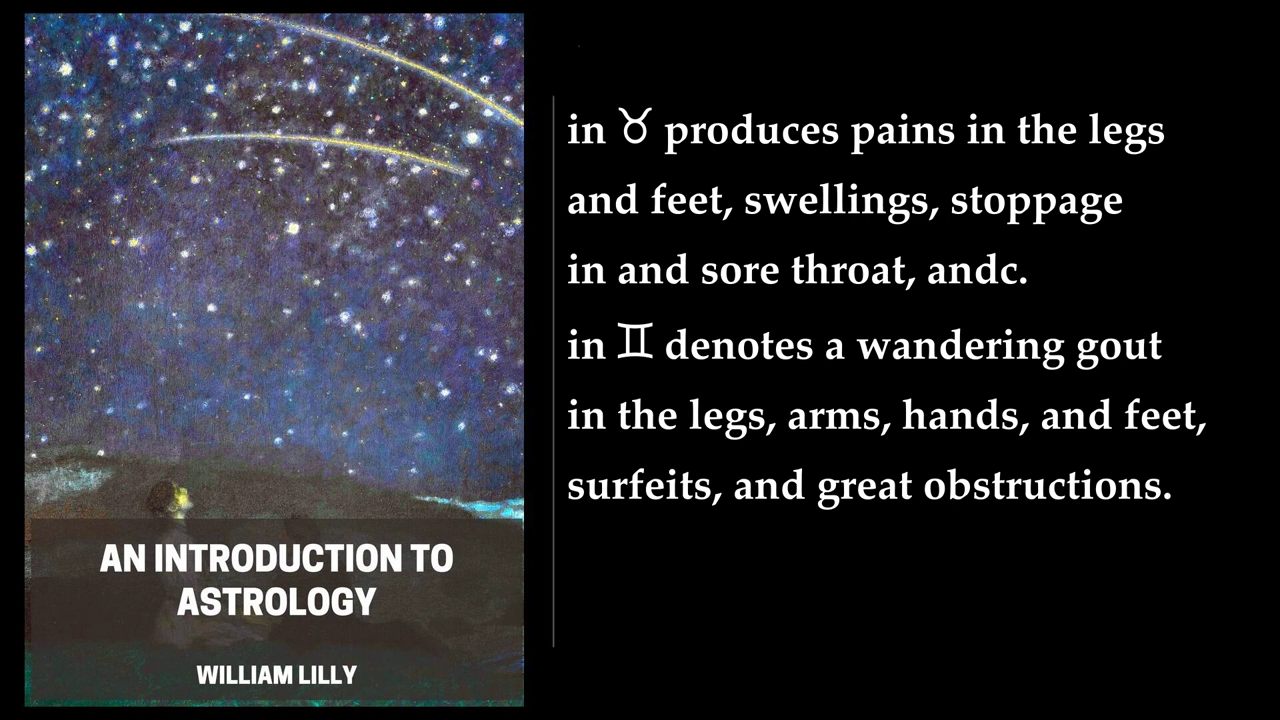 AN INTRODUCTION TO
ASTROLOGY
WILLIAM LILLY
in ♉ produces pains in the legs
and feet, swellings, stoppage
in and sore throat, andc.
in ♊ denotes a wandering gout
in the legs, arms, hands, and feet,
surfeits, and great obstructions.